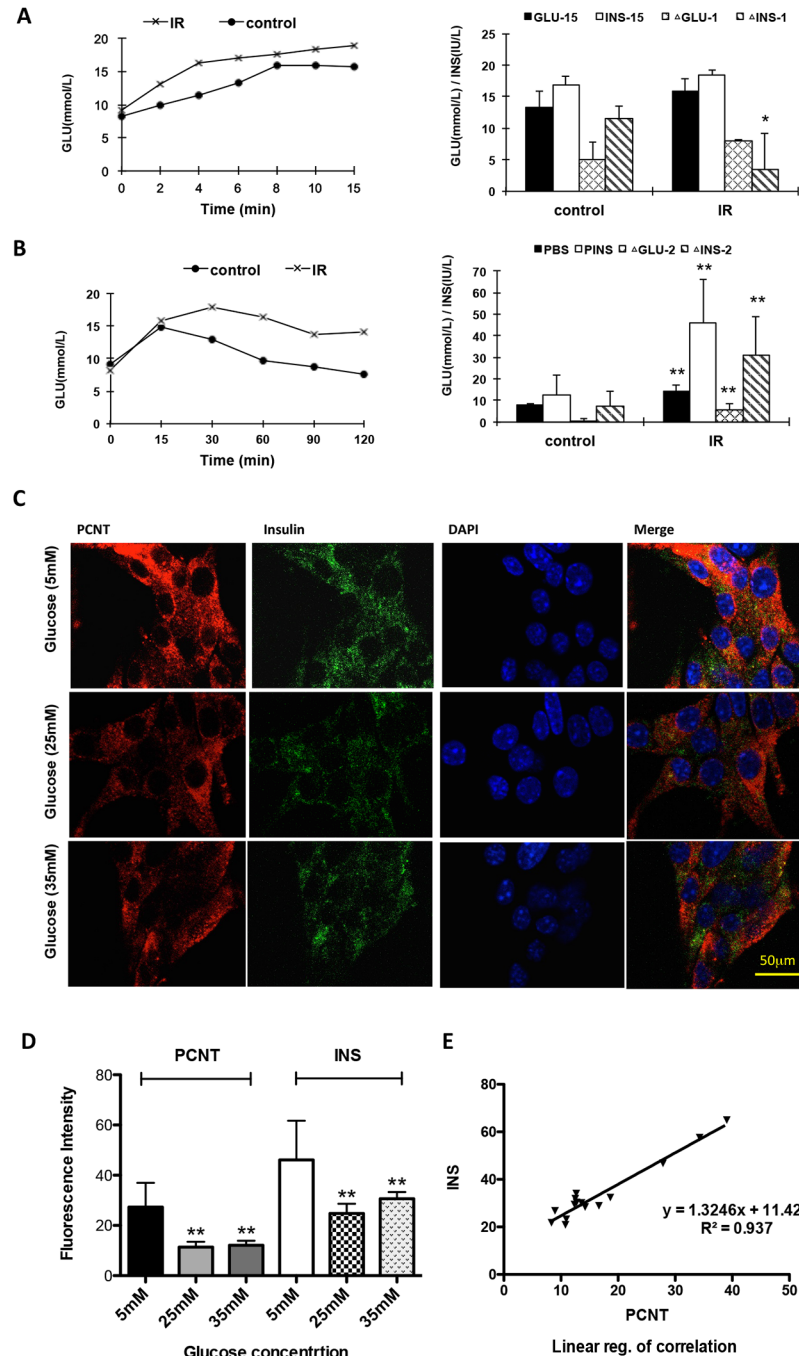 A
IR control
GLU(mmol/L)
20
15
10
5
0
0 2 4 6 8 10 15
Time (min)
GLU-15 INS-15 △GLU-1 △INS-1
GLU(mmol/L) / INS(IU/L)
25
20
15
10
5
0
*
control IR
B
control IR
GLU(mmol/L)
20
15
10
5
0
0 15 30 60 90 120
Time (min)
PBS PINS △GLU-2 △INS-2
GLU(mmol/L) / INS(IU/L)
70
60
50
40
30
20
10
0
** ** ** **
control IR
C
PCNT Insulin DAPI Merge
Glucose (5mM)
Glucose (25mM)
Glucose (35mM)
50μm
D
PCNT INS
Fluorescence Intensity
80
60
40
20
0
** ** ** **
5mM 25mM 35mM 5mM 25mM 35mM
Glucose concentrtion
E
INS
80
60
40
20
0
y = 1.3246x + 11.42
R² = 0.937
0 10 20 30 40 50
PCNT
Linear reg. of correlation